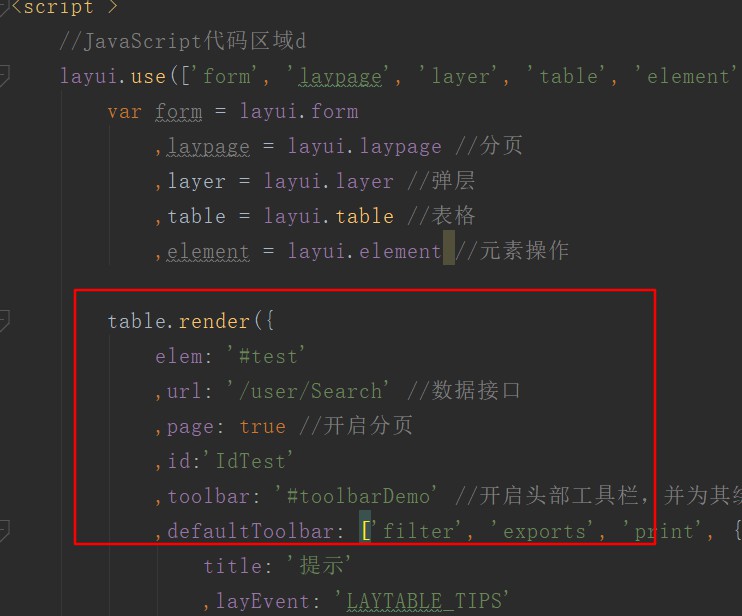 <script >
//JavaScript代码区域d
layui.use(['form', 'laypage', 'layer', 'table', 'element'
var form = layui.form
,laypage = layui.laypage //分页
,layer = layui.layer //弹层
,table = layui.table //表格
,element = layui.element //元素操作
table.render({
elem: '#test'
,url: '/user/Search' //数据接口
,page: true //开启分页
,id:'IdTest'
,toolbar: '#toolbarDemo' //开启头部工具栏，并为其
,defaultToolbar: ['filter', 'exports', 'print', {
title: '提示'
,layEvent: 'LAYTABLE_TIPS'